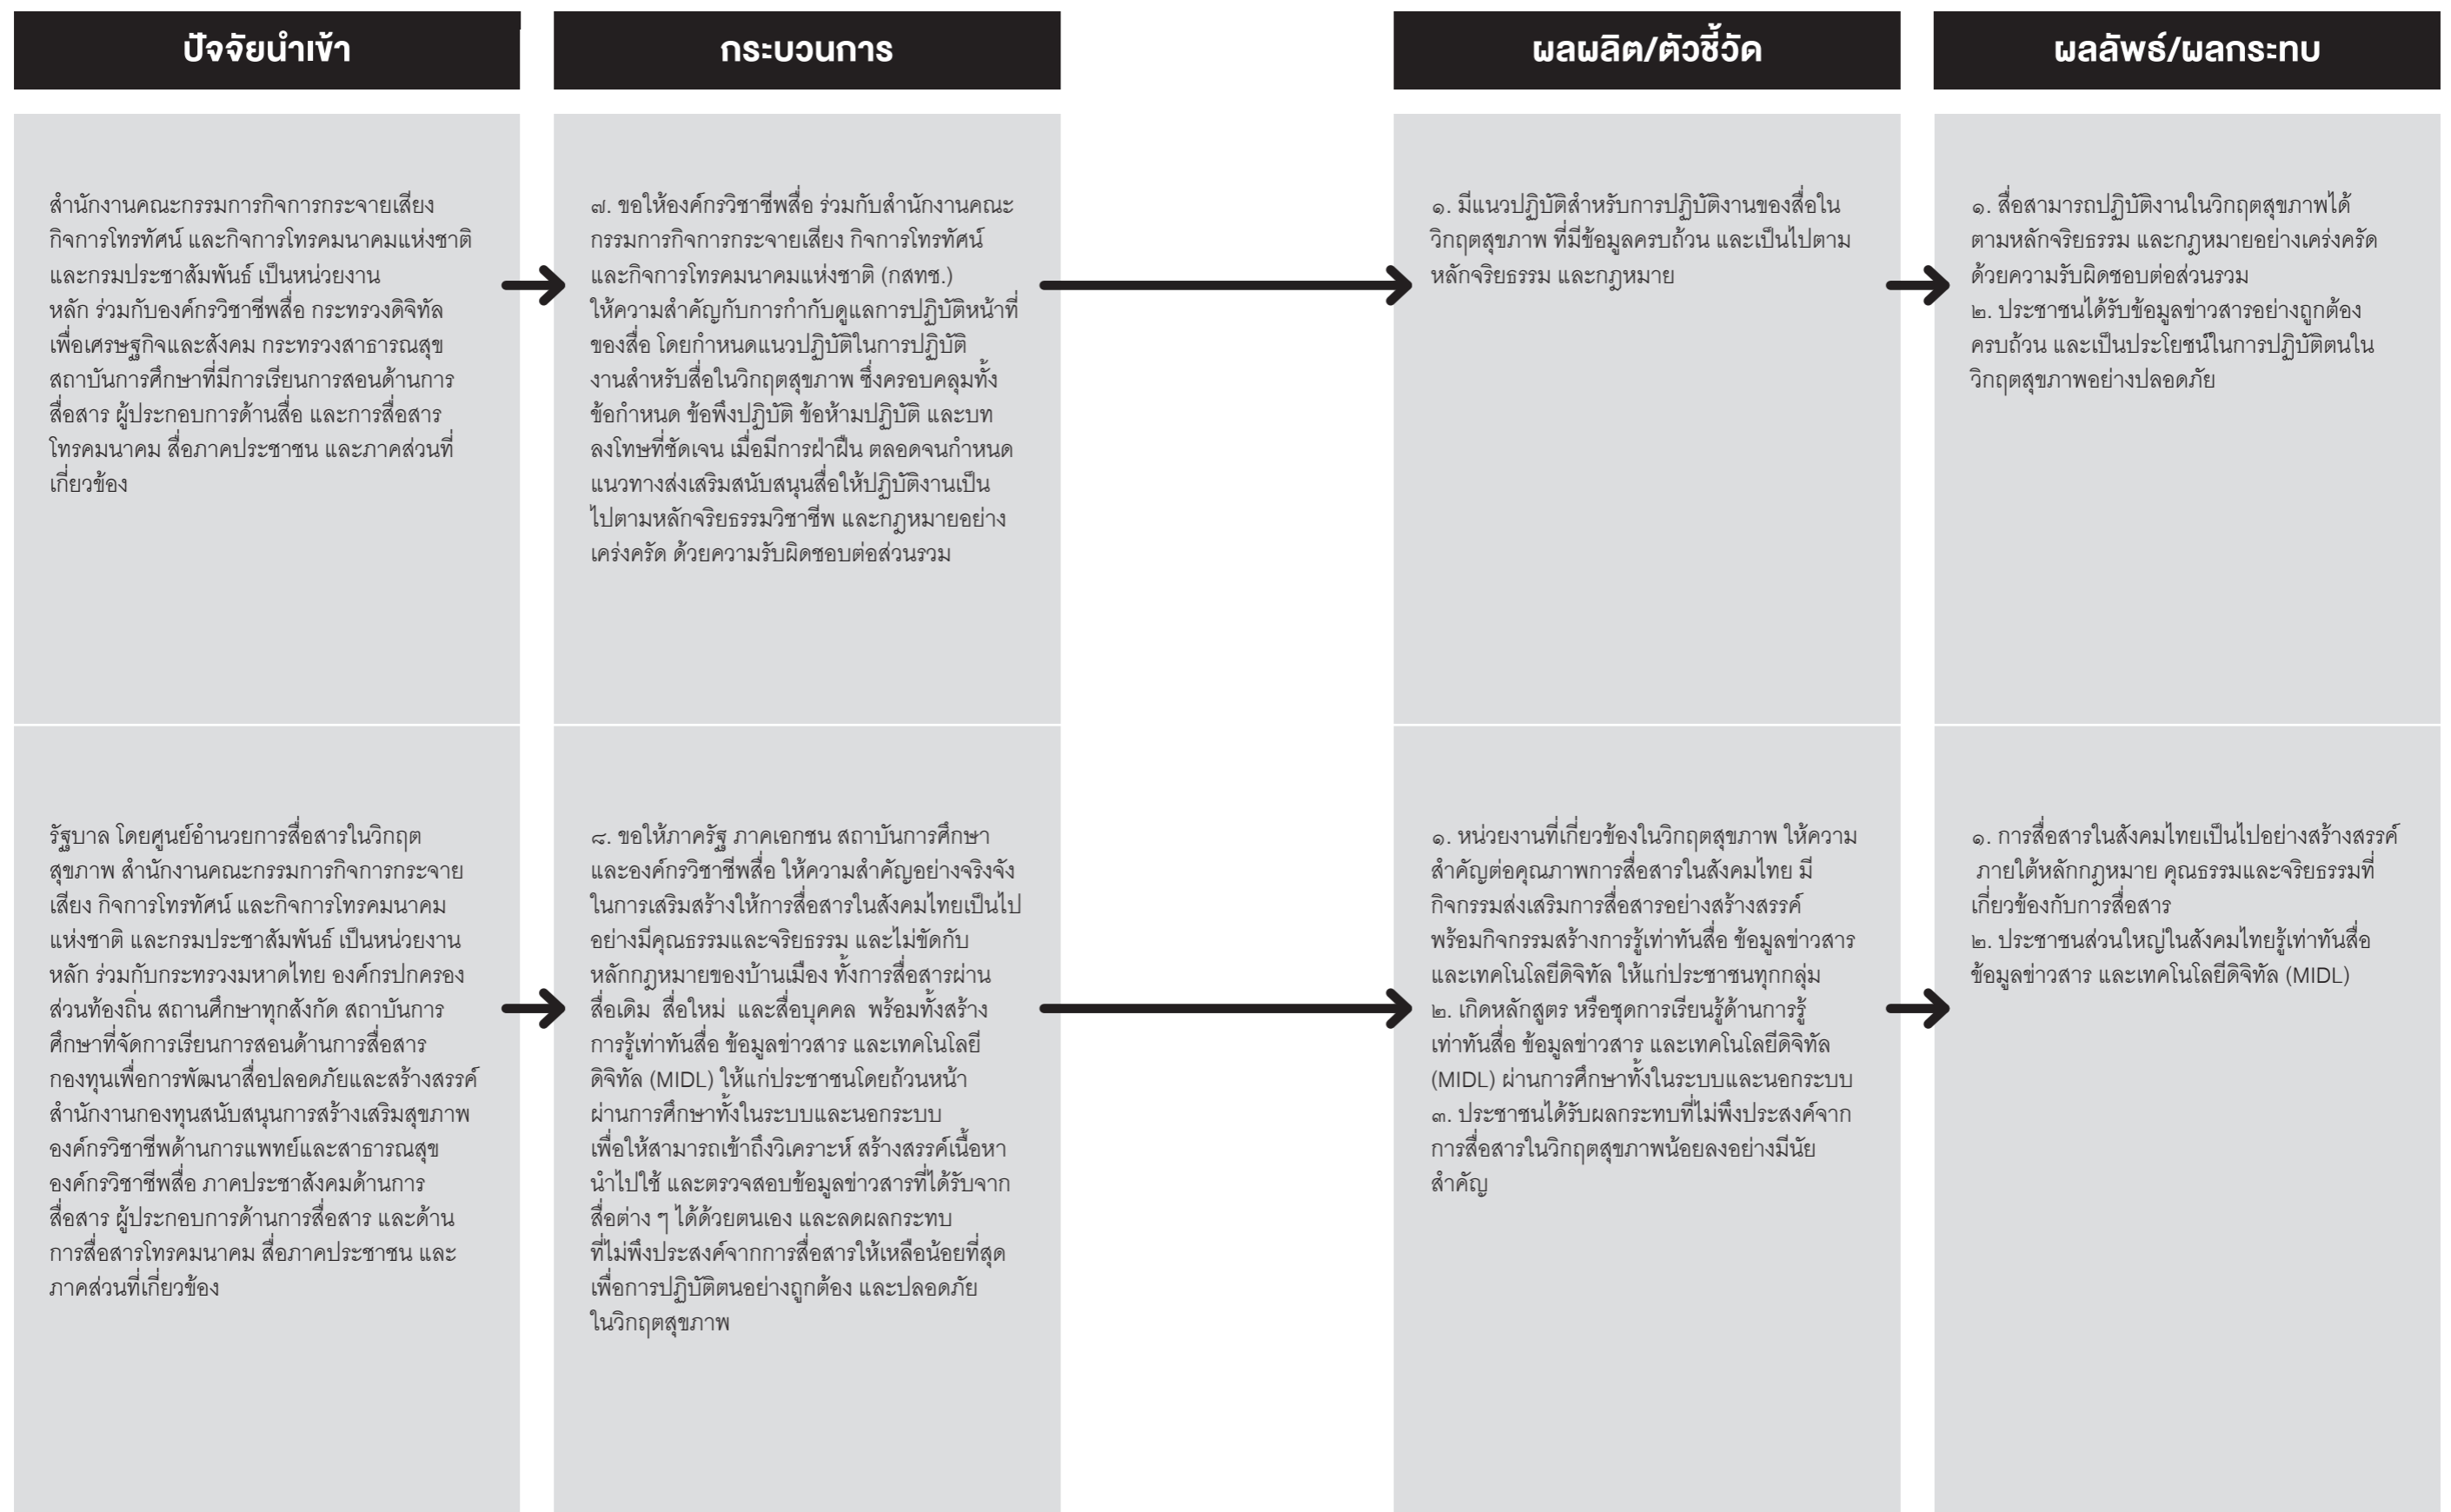 ปัจจัยนำเข้า
กระบวนการ
ผลผลิต/ตัวชี้วัด
ผลลัพธ์/ผลกระทบ
สำนักงานคณะกรรมการกิจการกระจายเสียง
กิจการโทรทัศน์ และกิจการโทรคมนาคมแห่งชาติ
และกรมประชาสัมพันธ์ เป็นหน่วยงาน
หลัก ร่วมกับองค์กรวิชาชีพสื่อ กระทรวงดิจิทัล
เพื่อเศรษฐกิจและสังคม กระทรวงสาธารณสุข
สถาบันการศึกษาที่มีการเรียนการสอนด้านการ
สื่อสาร ผู้ประกอบการด้านสื่อ และการสื่อสาร
โทรคมนาคม สื่อภาคประชาชน และภาคส่วนที่
เกี่ยวข้อง
๗. ขอให้องค์กรวิชาชีพสื่อ ร่วมกับสำนักงานคณะ
กรรมการกิจการกระจายเสียง กิจการโทรทัศน์
และกิจการโทรคมนาคมแห่งชาติ (กสทช.)
ให้ความสำคัญกับการกำกับดูแลการปฏิบัติหน้าที่
ของสื่อ โดยกำหนดแนวปฏิบัติในการปฏิบัติ
งานสำหรับสื่อในวิกฤตสุขภาพ ซึ่งครอบคลุมทั้ง
ข้อกำหนด ข้อพึงปฏิบัติ ข้อห้ามปฏิบัติ และบท
ลงโทษที่ชัดเจน เมื่อมีการฝ่าฝืน ตลอดจนกำหนด
แนวทางส่งเสริมสนับสนุนสื่อให้ปฏิบัติงานเป็น
ไปตามหลักจริยธรรมวิชาชีพ และกฎหมายอย่าง
เคร่งครัด ด้วยความรับผิดชอบต่อส่วนรวม
๑. มีแนวปฏิบัติสำหรับการปฏิบัติงานของสื่อใน
วิกฤตสุขภาพ ที่มีข้อมูลครบถ้วน และเป็นไปตาม
หลักจริยธรรม และกฎหมาย
๑. สื่อสามารถปฏิบัติงานในวิกฤตสุขภาพได้
ตามหลักจริยธรรม และกฎหมายอย่างเคร่งครัด
ด้วยความรับผิดชอบต่อส่วนรวม
๒. ประชาชนได้รับข้อมูลข่าวสารอย่างถูกต้อง
ครบถ้วน และเป็นประโยชน์ในการปฏิบัติตนใน
วิกฤตสุขภาพอย่างปลอดภัย
รัฐบาล โดยศูนย์อำนวยการสื่อสารในวิกฤต
สุขภาพ สำนักงานคณะกรรมการกิจการกระจาย
เสียง กิจการโทรทัศน์ และกิจการโทรคมนาคม
แห่งชาติ และกรมประชาสัมพันธ์ เป็นหน่วยงาน
หลัก ร่วมกับกระทรวงมหาดไทย องค์กรปกครอง
ส่วนท้องถิ่น สถานศึกษาทุกสังกัด สถาบันการ
ศึกษาที่จัดการเรียนการสอนด้านการสื่อสาร
กองทุนเพื่อการพัฒนาสื่อปลอดภัยและสร้างสรรค์
สำนักงานกองทุนสนับสนุนการสร้างเสริมสุขภาพ
องค์กรวิชาชีพด้านการแพทย์และสาธารณสุข
องค์กรวิชาชีพสื่อ ภาคประชาสังคมด้านการ
สื่อสาร ผู้ประกอบการด้านการสื่อสาร และด้าน
การสื่อสารโทรคมนาคม สื่อภาคประชาชน และ
ภาคส่วนที่เกี่ยวข้อง
๘. ขอให้ภาครัฐ ภาคเอกชน สถาบันการศึกษา
และองค์กรวิชาชีพสื่อ ให้ความสำคัญอย่างจริงจัง
ในการเสริมสร้างให้การสื่อสารในสังคมไทยเป็นไป
อย่างมีคุณธรรมและจริยธรรม และไม่ขัดกับ
หลักกฎหมายของบ้านเมือง ทั้งการสื่อสารผ่าน
สื่อเดิม สื่อใหม่ และสื่อบุคคล พร้อมทั้งสร้าง
การรู้เท่าทันสื่อ ข้อมูลข่าวสาร และเทคโนโลยี
ดิจิทัล (MIDL) ให้แก่ประชาชนโดยถ้วนหน้า
ผ่านการศึกษาทั้งในระบบและนอกระบบ
เพื่อให้สามารถเข้าถึงวิเคราะห์ สร้างสรรค์เนื้อหา
นำไปใช้ และตรวจสอบข้อมูลข่าวสารที่ได้รับจาก
สื่อต่าง ๆ ได้ด้วยตนเอง และลดผลกระทบ
ที่ไม่พึงประสงค์จากการสื่อสารให้เหลือน้อยที่สุด
เพื่อการปฏิบัติตนอย่างถูกต้อง และปลอดภัย
ในวิกฤตสุขภาพ
๑. หน่วยงานที่เกี่ยวข้องในวิกฤตสุขภาพ ให้ความ
สำคัญต่อคุณภาพการสื่อสารในสังคมไทย มี
กิจกรรมส่งเสริมการสื่อสารอย่างสร้างสรรค์
พร้อมกิจกรรมสร้างการรู้เท่าทันสื่อ ข้อมูลข่าวสาร
และเทคโนโลยีดิจิทัล ให้แก่ประชาชนทุกกลุ่ม
๒. เกิดหลักสูตร หรือชุดการเรียนรู้ด้านการรู้
เท่าทันสื่อ ข้อมูลข่าวสาร และเทคโนโลยีดิจิทัล
(MIDL) ผ่านการศึกษาทั้งในระบบและนอกระบบ
๓. ประชาชนได้รับผลกระทบที่ไม่พึงประสงค์จาก
การสื่อสารในวิกฤตสุขภาพน้อยลงอย่างมีนัย
สำคัญ
๑. การสื่อสารในสังคมไทยเป็นไปอย่างสร้างสรรค์
ภายใต้หลักกฎหมาย คุณธรรมและจริยธรรมที่
เกี่ยวข้องกับการสื่อสาร
๒. ประชาชนส่วนใหญ่ในสังคมไทยรู้เท่าทันสื่อ
ข้อมูลข่าวสาร และเทคโนโลยีดิจิทัล (MIDL)